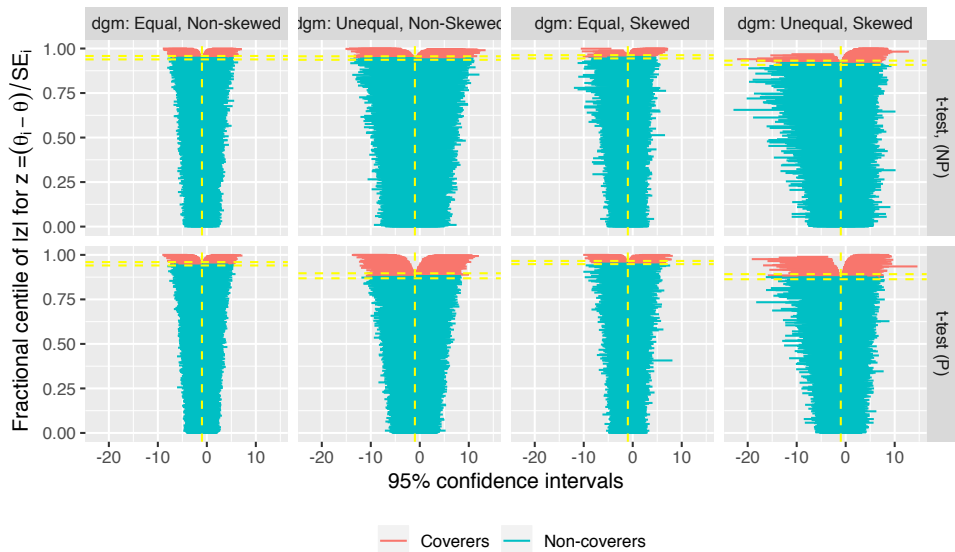 dgm: Equal, Non-skewed
dgm: Unequal, Non-Skewed
dgm: Equal, Skewed
dgm: Unequal, Skewed
1.00
0.75
0.50
0.25
0.00
t-test, (NP)
1.00
0.75
0.50
0.25
0.00
t-test (P)
Fractional centile of |z| for z =(θi − θ)/SEi
-20 -10 0 10
-20 -10 0 10
-20 -10 0 10
-20 -10 0 10
95% confidence intervals
Coverers
Non-coverers